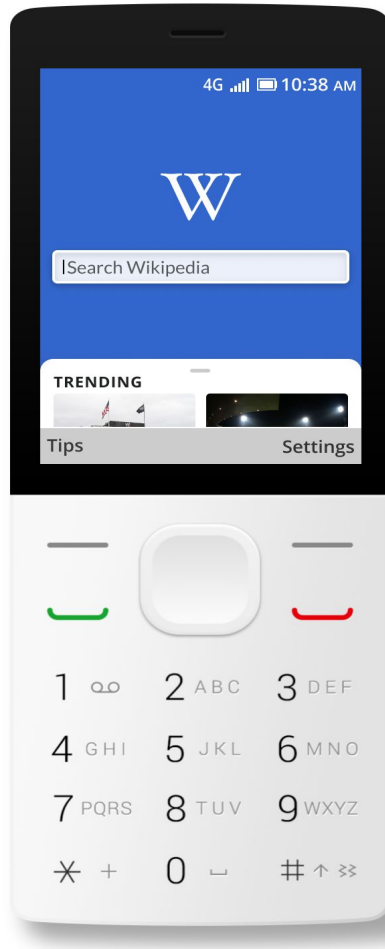 4G 10:38 AM
W
Search Wikipedia
TRENDING
Tips Settings
1 2 ABC 3 DEF
4 GHI 5 JKL 6 MNO
7 PQRS 8 TUV 9 WXYZ
* + 0 #